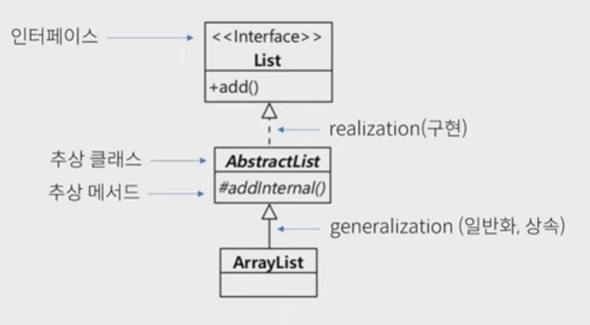 인터페이스
<<Interface>>
List
+add()
realization(구현)
추상 클래스
AbstractList
추상 메서드
#addInternal()
generalization (일반화, 상속)
ArrayList